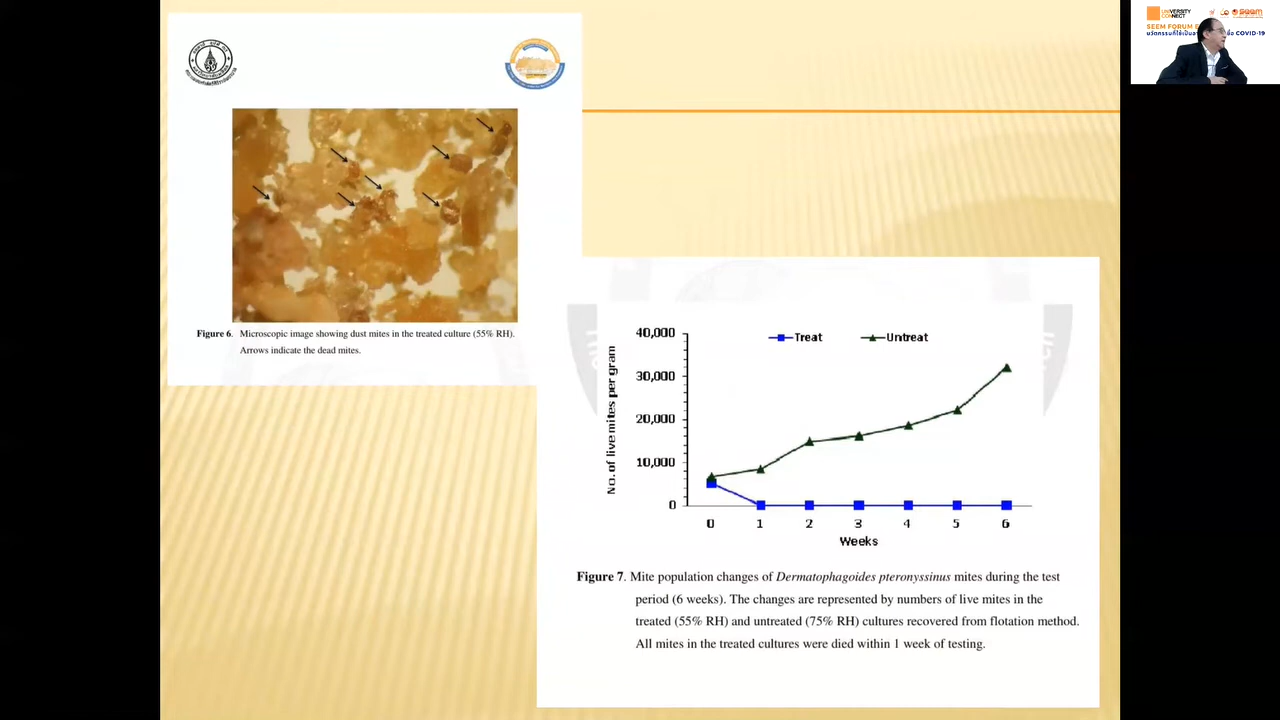 Figure 6. Microscopic image showing dust mites in the treated culture (55% RH).
Arrows indicate the dead mites.
40,000
30,000
20,000
10,000
0
No. of live mites per gram
Treat
Untreat
0 1 2 3 4 5 6
Weeks
Figure 7. Mite population changes of Dermatophagoides pteronyssinus mites during the test
period (6 weeks). The changes are represented by numbers of live mites in the
treated (55% RH) and untreated (75% RH) cultures recovered from flotation method.
All mites in the treated cultures were died within 1 week of testing.
UNIVERSITY
CONNECT
seem
SEEM FORUM
COVID-19